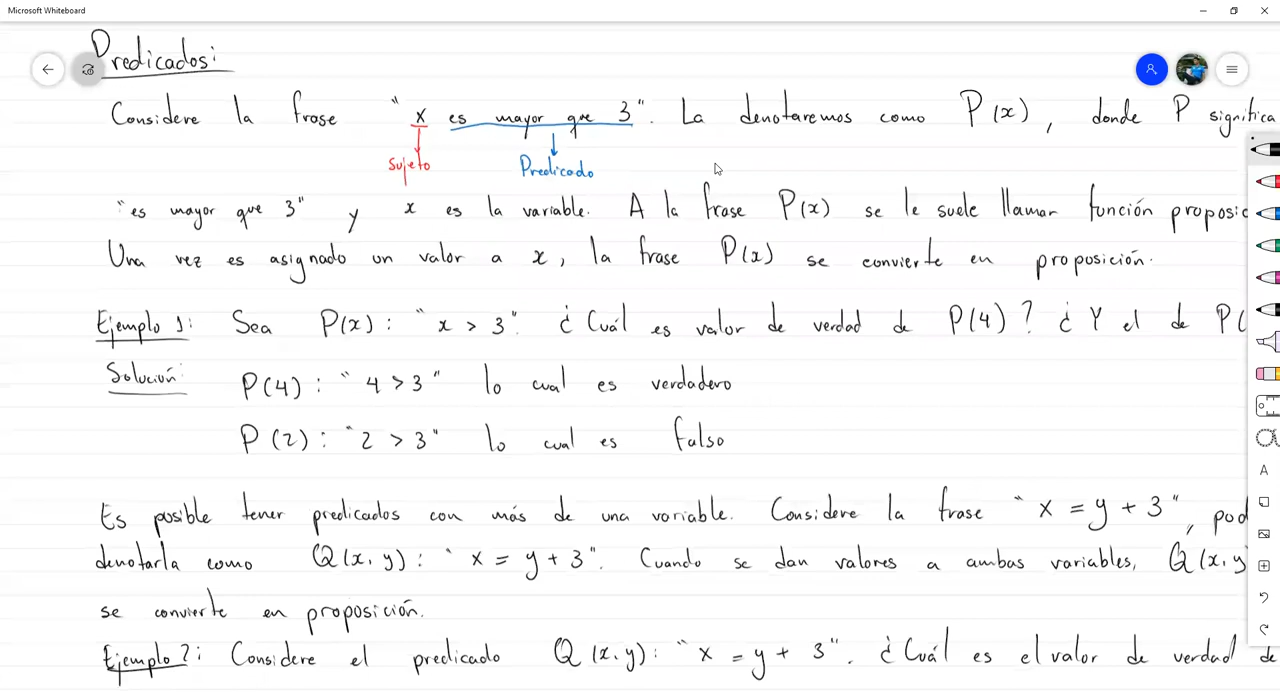 Microsoft Whiteboard
Predicados:
Considere la frase "x es mayor que 3". La denotaremos como P(x), donde P significa
Sujeto Predicado
"es mayor que 3" y x es la variable. A la frase P(x) se le suele llamar función proposic
Una vez es asignado un valor a x, la frase P(x) se convierte en proposición.
Ejemplo 1: Sea P(x): "x > 3". ¿Cuál es valor de verdad de P(4)? ¿Y el de P(
Solución: P(4): "4 > 3" lo cual es verdadero
P(2): "2 > 3" lo cual es falso
Es posible tener predicados con más de una variable. Considere la frase "x = y + 3", pod
denotarla como Q(x,y): "x = y + 3". Cuando se dan valores a ambas variables, Q(x,y
se convierte en proposición.
Ejemplo 2: Considere el predicado Q(x,y): "x = y + 3". ¿Cuál es el valor de verdad de